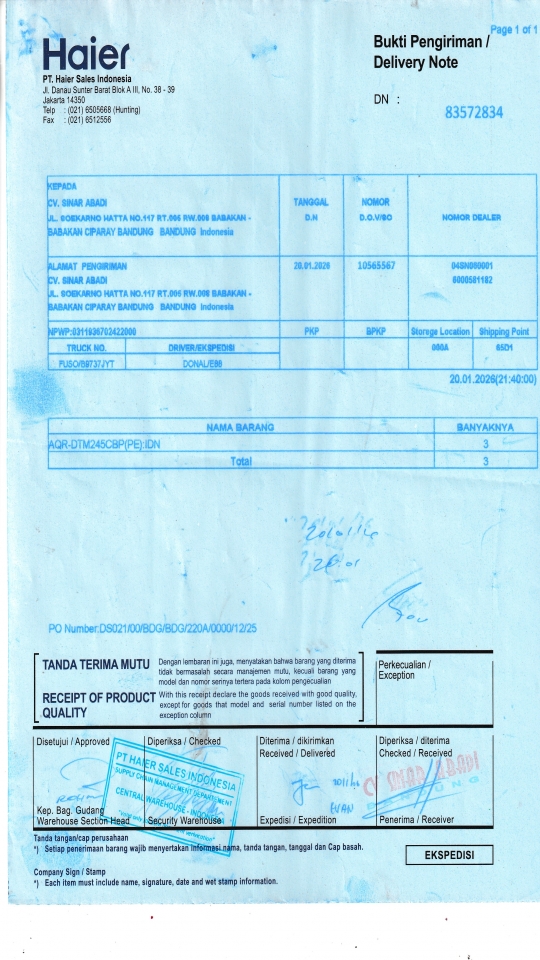 Page 1 of 1
Haier
Bukti Pengiriman /
Delivery Note
PT. Haier Sales Indonesia
Jl. Danau Sunter Barat Blok A III, No. 38 - 39
Jakarta 14350
Telp : (021) 6505668 (Hunting)
Fax : (021) 6512556
DN :
83572834
KEPADA
CV. SINAR ABADI
JL. SOEKARNO HATTA NO.117 RT.005 RW.008 BABAKAN -
BABAKAN CIPARAY BANDUNG BANDUNG Indonesia
TANGGAL
D.N
NOMOR
D.O.V/SO
NOMOR DEALER
ALAMAT PENGIRIMAN
CV. SINAR ABADI
JL. SOEKARNO HATTA NO.117 RT.005 RW.008 BABAKAN -
BABAKAN CIPARAY BANDUNG BANDUNG Indonesia
20.01.2026
10565567
NPWP:0311936702422000
PKP
BPKP
Storege Location
Shipping Point
TRUCK NO.
DRIVER/EKSPEDISI
65D1
DONAL/E86
20.01.2026(21:40:00)
NAMA BARANG
BANYAKNYA
AQR-DTM245CBP(PE):IDN
3
Total
3
PO Number:DS021/00/BDG/BDG/220A/0000/12/25
TANDA TERIMA MUTU
Dengan lembaran ini juga, menyatakan bahwa barang yang diterima
tidak bermasalah secara manajemen mutu, kecuali barang yang
model dan nomor serinya tertera pada kolom pengecualian
RECEIPT OF PRODUCT
QUALITY
With this receipt declare the goods received with good quality,
except for goods that model and serial number listed on the
exception column
Perkecualian /
Exception
Disetujui / Approved
Diperiksa / Checked
Diterima / dikirimkan
Received / Delivered
Diperiksa / diterima
Checked / Received
PT HAIER SALES INDONESIA
SUPPLY CHAIN MANAGEMENT DEPARTEMENT
CENTRAL WAREHOUSE - INDONESIA
CV SINAR ABADI
BANDUNG
EVAN
Kep. Bag. Gudang
Warehouse Section Head
Security Warehouse
Expedisi / Expedition
Penerima / Receiver
Tanda tangan/cap perusahaan
*) Setiap penerimaan barang wajib menyertakan informasi nama, tanda tangan, tanggal dan Cap basah.
EKSPEDISI
Company Sign / Stamp
*) Each item must include name, signature, date and wet stamp information.